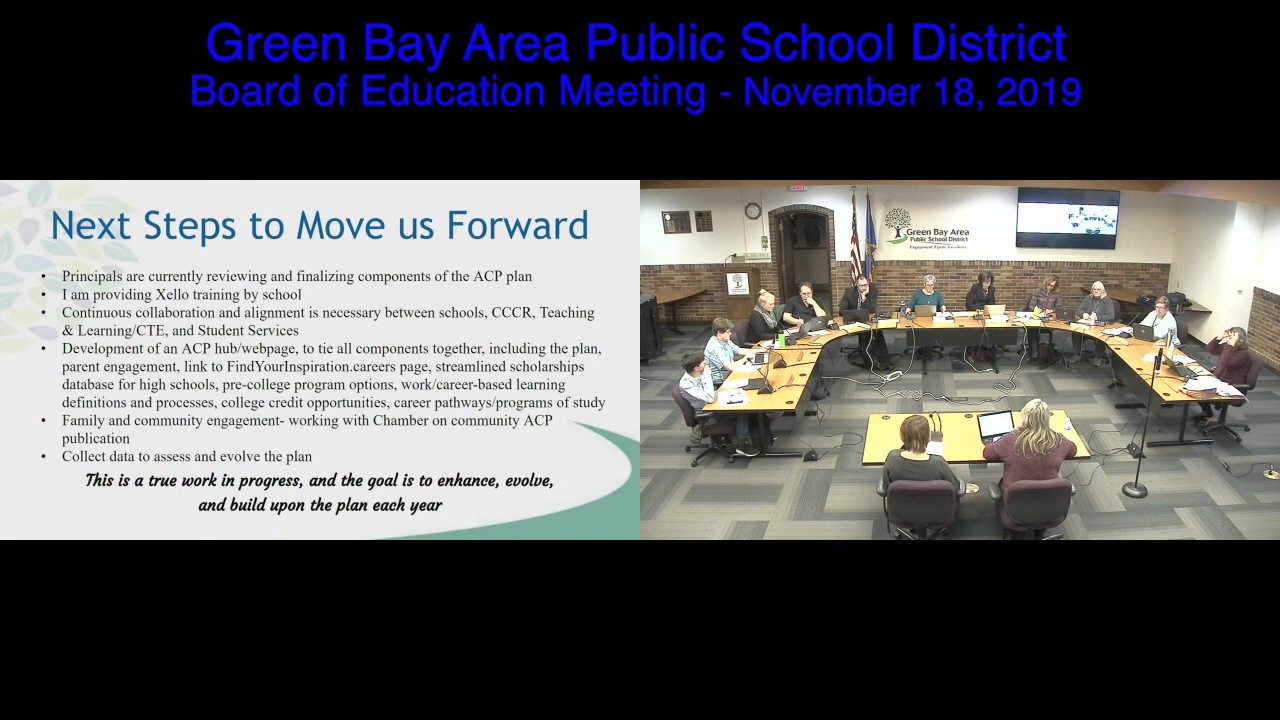 Green Bay Area Public School District
Board of Education Meeting - November 18, 2019
Next Steps to Move us Forward
• Principals are currently reviewing and finalizing components of the ACP plan
• I am providing Xello training by school
• Continuous collaboration and alignment is necessary between schools, CCCR, Teaching
& Learning/CTE, and Student Services
• Development of an ACP hub/webpage, to tie all components together, including the plan,
parent engagement, link to FindYourInspiration.careers page, streamlined scholarships
database for high schools, pre-college program options, work/career-based learning
definitions and processes, college credit opportunities, career pathways/programs of study
• Family and community engagement- working with Chamber on community ACP
publication
• Collect data to assess and evolve the plan
This is a true work in progress, and the goal is to enhance, evolve,
and build upon the plan each year
Green Bay Area
Public School District